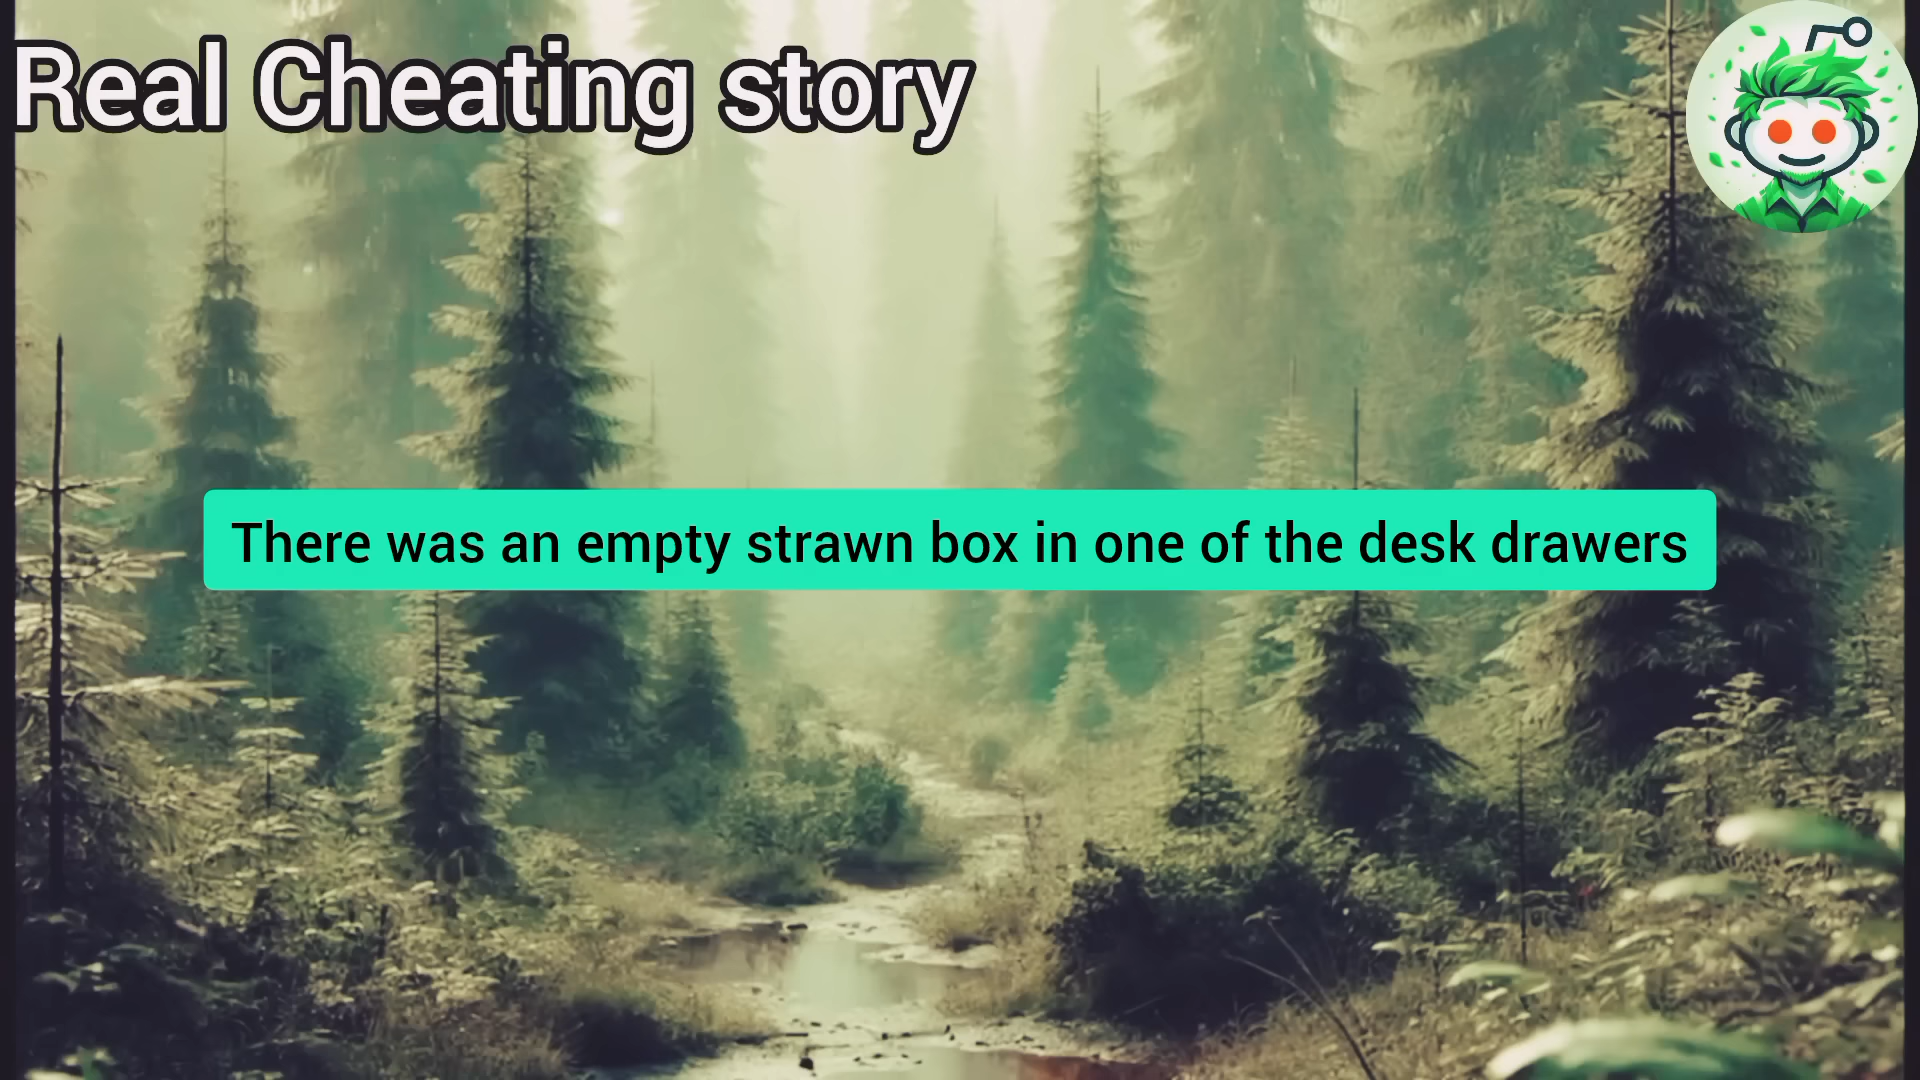 Real Cheating story
There was an empty strawn box in one of the desk drawers